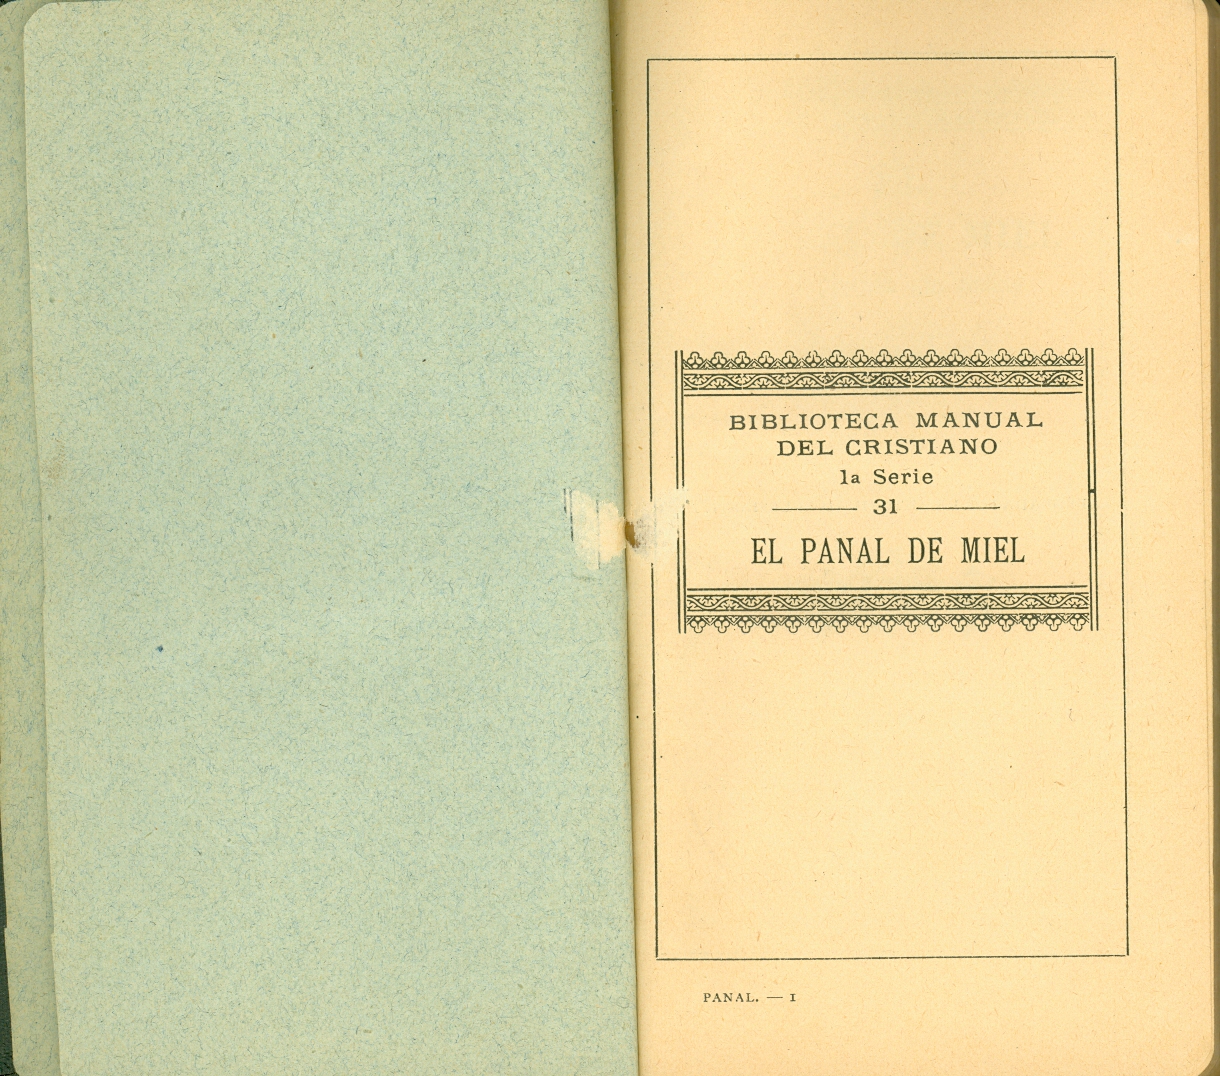 BIBLIOTECA MANUAL
DEL CRISTIANO
1a Serie
31
EL PANAL DE MIEL
PANAL. — I